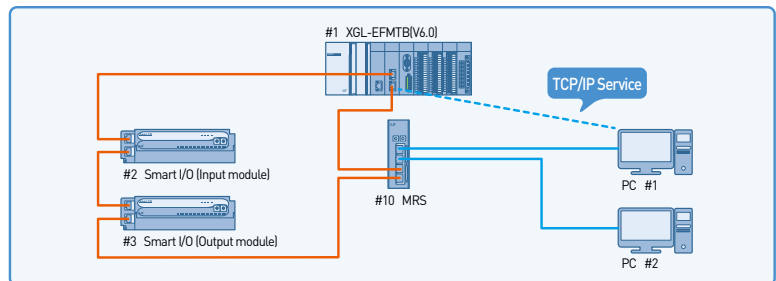 #1 XGL-EFMTB(V6.0)
TCP/IP Service
#2 Smart I/O (Input module)
#10 MRS
PC #1
#3 Smart I/O (Output module)
PC #2